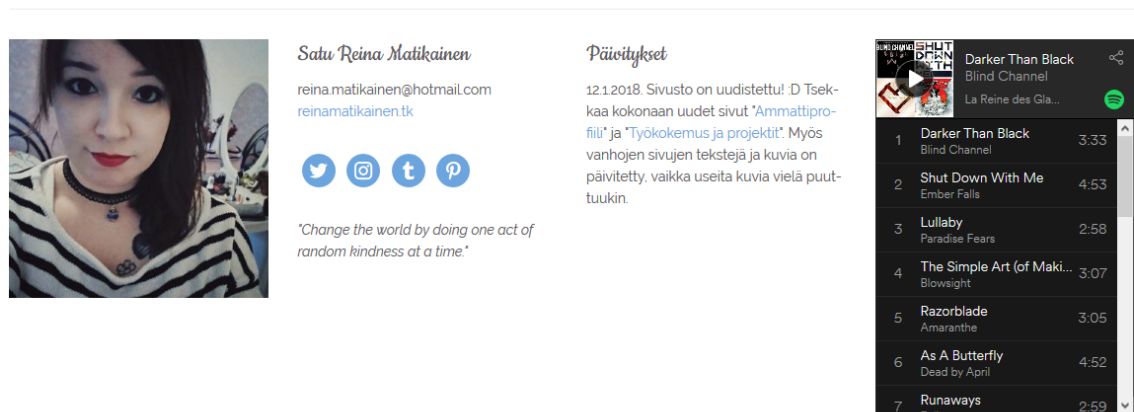 Satu Reina Matikainen
reina.matikainen@hotmail.com
reinamatikainen.tk
"Change the world by doing one act of
random kindness at a time."
Päivitykset
12.1.2018. Sivusto on uudistettu! :D Tsek-
kaa kokonaan uudet sivut "Ammattipro-
fiili" ja "Työkokemus ja projektit". Myös
vanhojen sivujen tekstejä ja kuvia on
päivitetty, vaikka useita kuvia vielä puut-
tuukin.
BLIND CHANNEL
SHUT
DOWN
WITH
Darker Than Black
Blind Channel
La Reine des Gla...
1 Darker Than Black 3:33
Blind Channel
2 Shut Down With Me 4:53
Ember Falls
3 Lullaby 2:58
Paradise Fears
4 The Simple Art (of Maki... 3:07
Blowsight
5 Razorblade 3:05
Amaranthe
6 As A Butterfly 4:52
Dead by April
7 Runaways 2:59